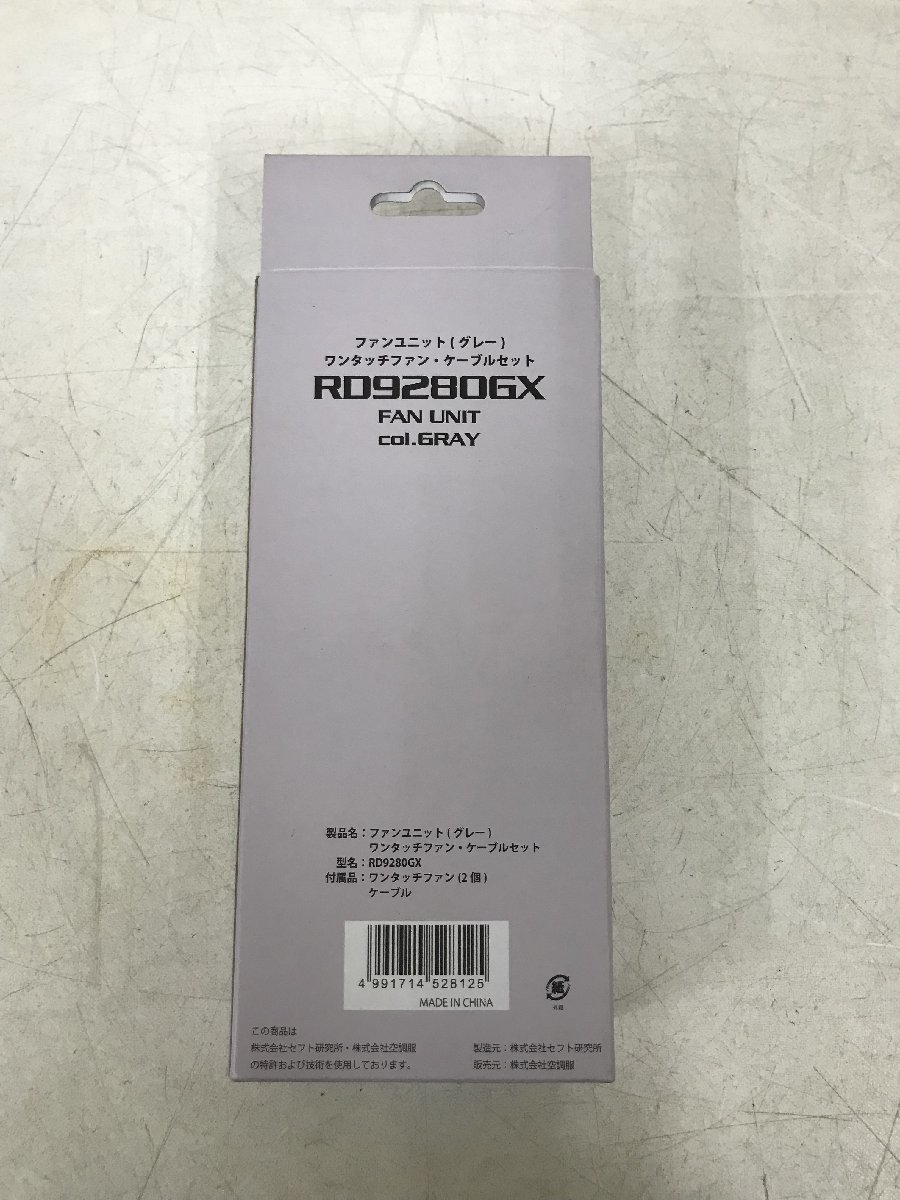 ファンユニット(グレー)
ワンタッチファン・ケーブルセット
RD9280GX
FAN UNIT
col.GRAY
製品名：ファンユニット(グレー)
ワンタッチファン・ケーブルセット
型名：RD9280GX
付属品：ワンタッチファン(2個)
ケーブル
4 991714 528125
MADE IN CHINA
紙
この商品は
株式会社セフト研究所・株式会社空調服
の特許および技術を使用しております。
製造元：株式会社セフト研究所
販売元：株式会社空調服